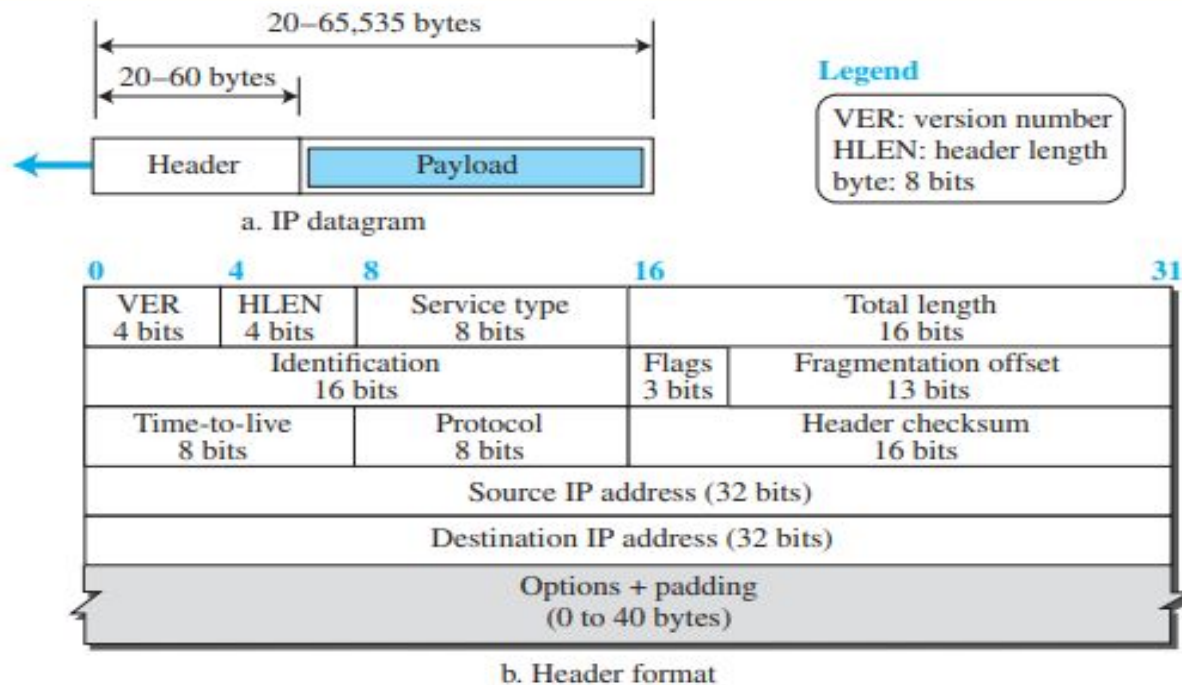 20–65,535 bytes
20–60 bytes
Header
Payload
a. IP datagram
Legend
VER: version number
HLEN: header length
byte: 8 bits
0 4 8 16 31
VER HLEN Service type Total length
4 bits 4 bits 8 bits 16 bits
Identification Flags Fragmentation offset
16 bits 3 bits 13 bits
Time-to-live Protocol Header checksum
8 bits 8 bits 16 bits
Source IP address (32 bits)
Destination IP address (32 bits)
Options + padding
(0 to 40 bytes)
b. Header format